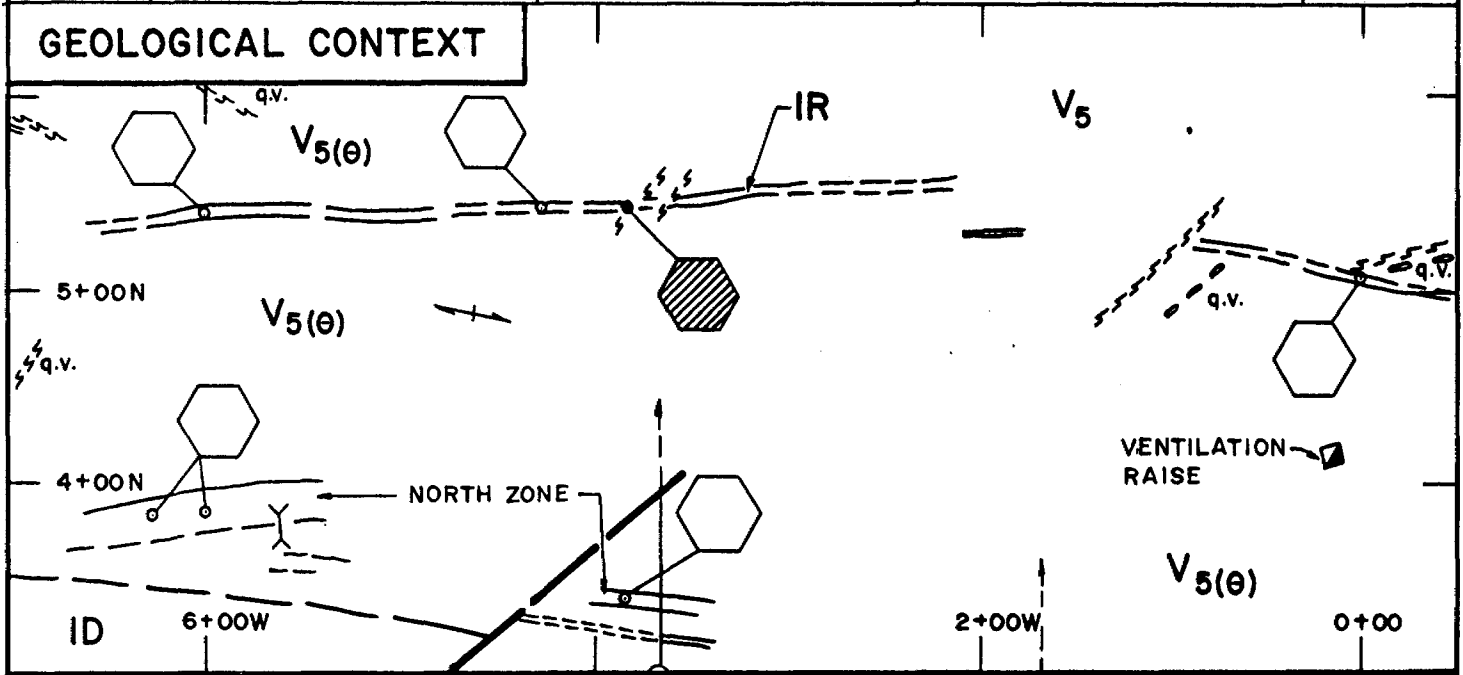 GEOLOGICAL CONTEXT
q.v.
V5(θ)
IR
V5
5+00N
V5(θ)
q.v.
q.v.
q.v.
4+00N
NORTH ZONE
VENTILATION
RAISE
V5(θ)
ID
6+00W
2+00W
0+00